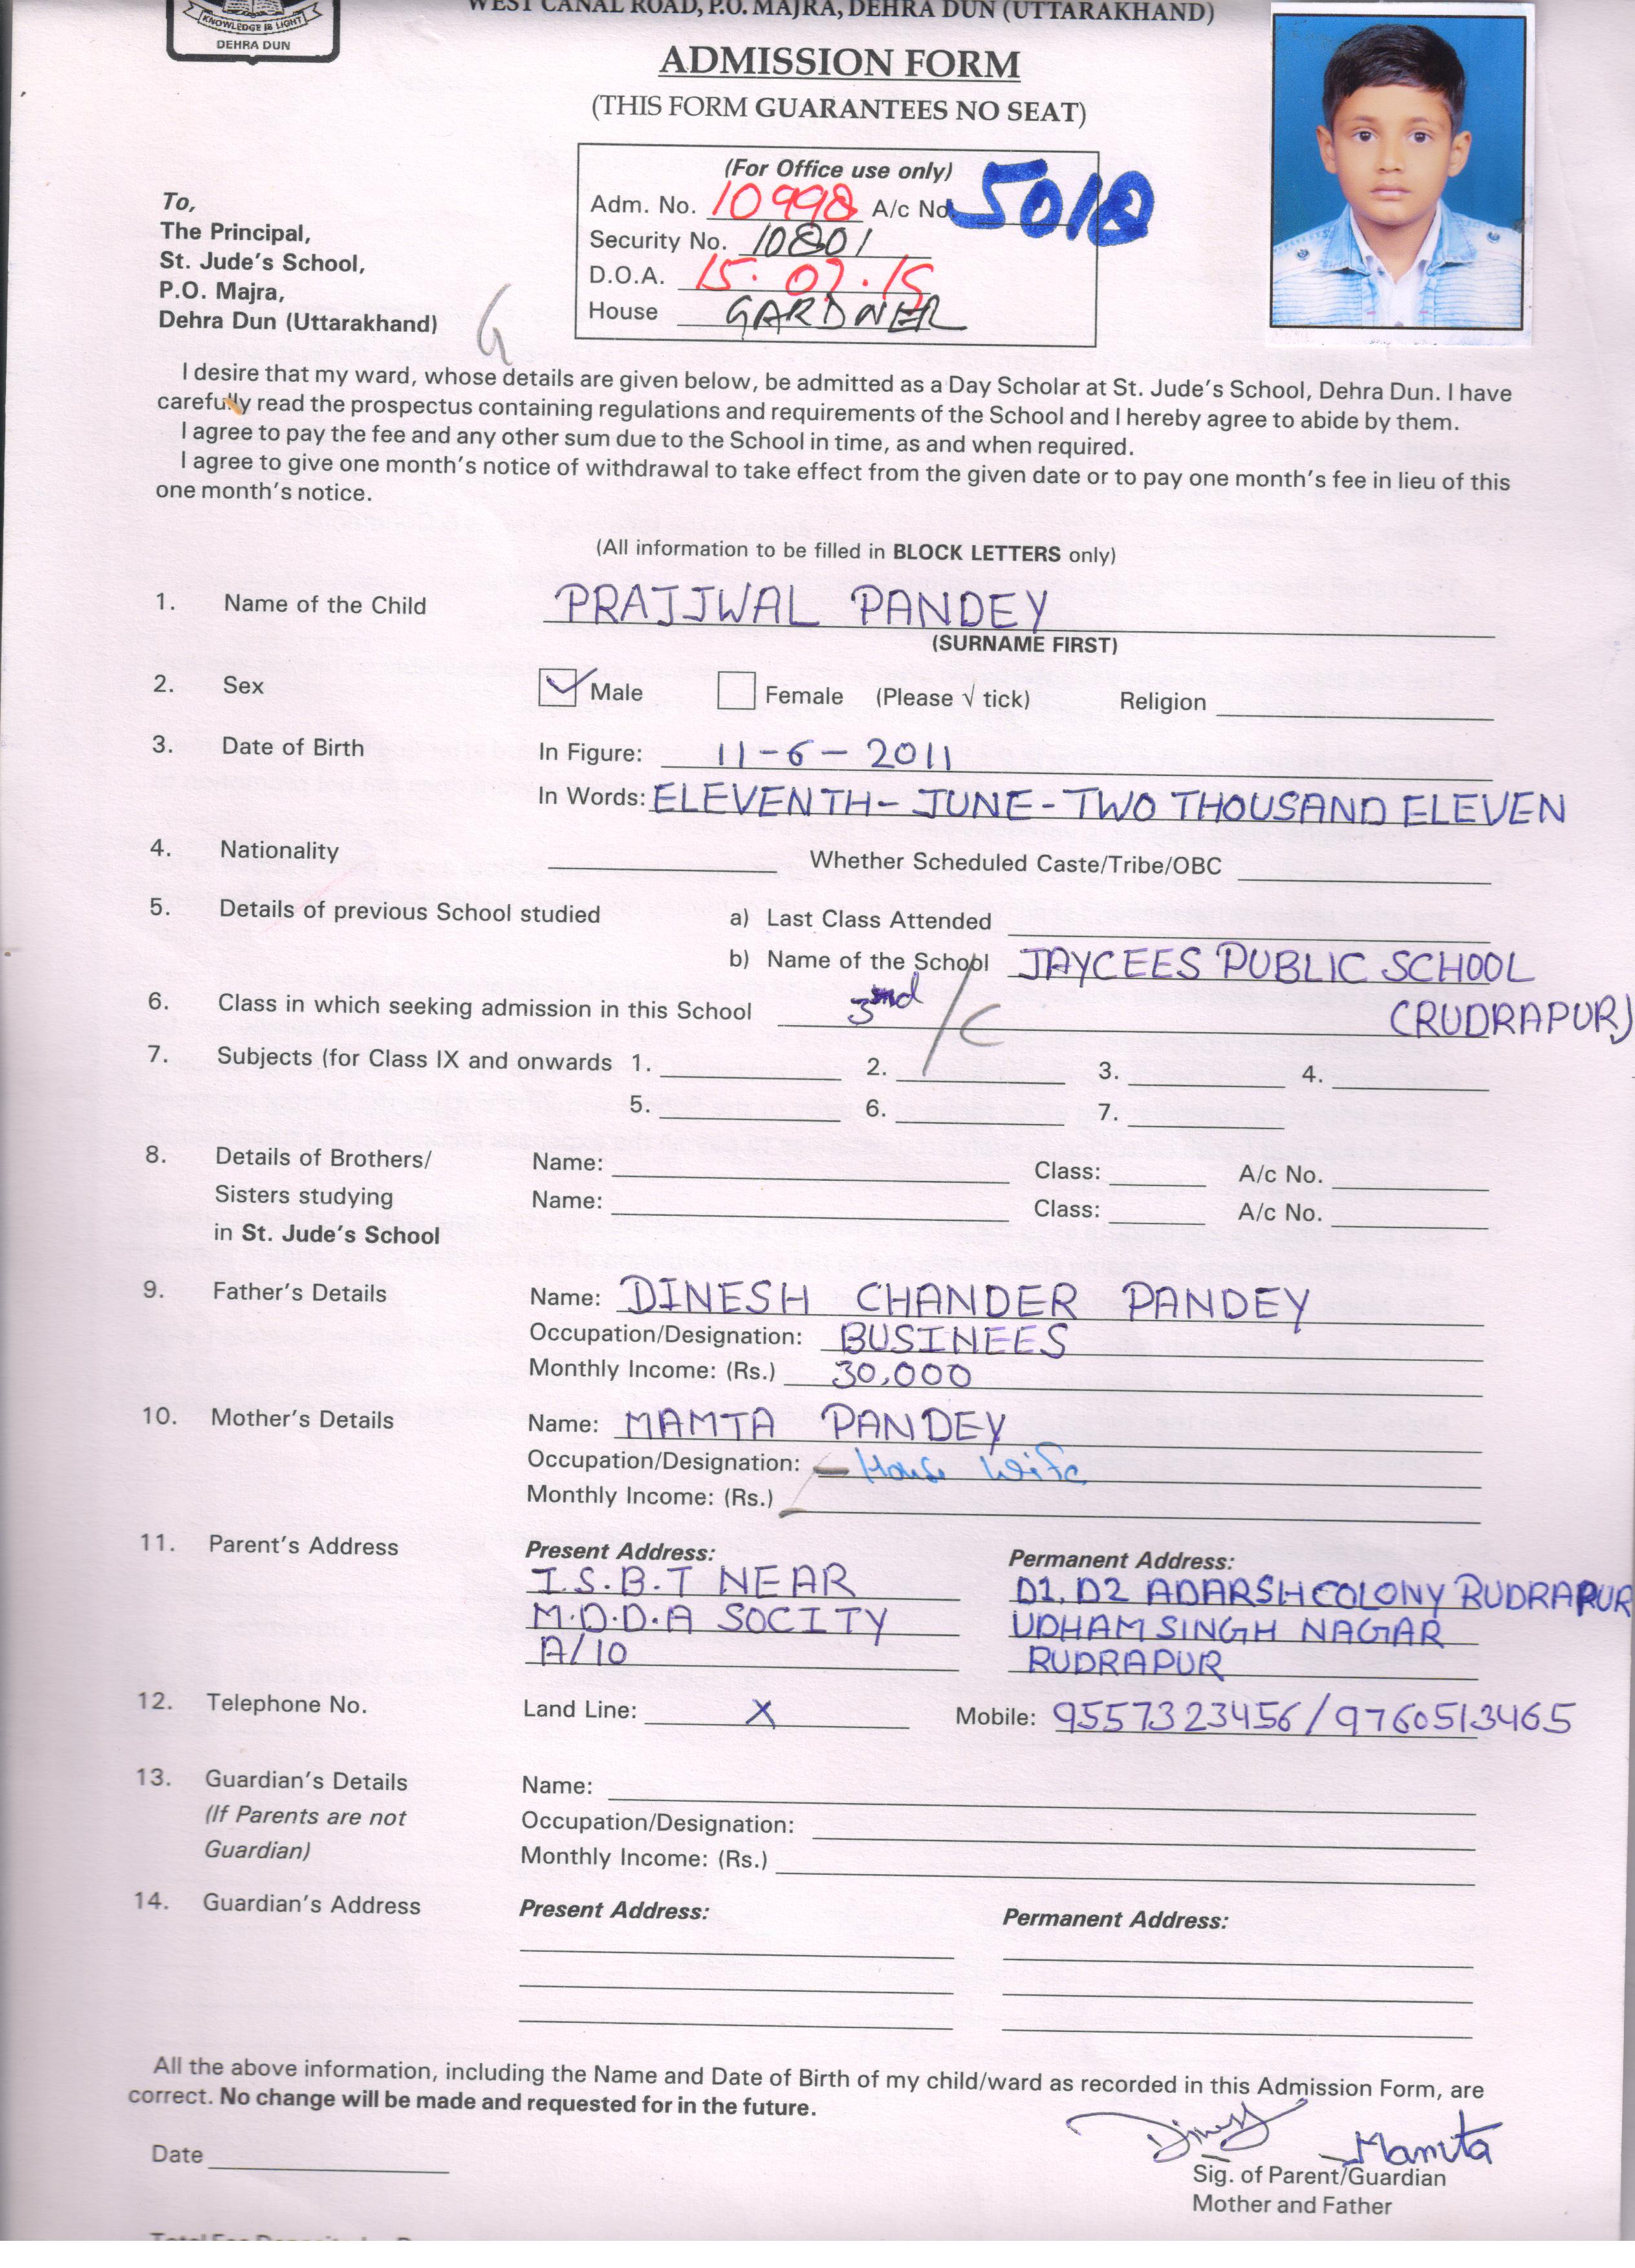 WEST CANAL ROAD, P.O. MAJRA, DEHRA DUN (UTTARAKHAND)
KNOWLEDGE IS LIGHT
DEHRA DUN
ADMISSION FORM
(THIS FORM GUARANTEES NO SEAT)
(For Office use only)
Adm. No. 10998 A/c No 5018
Security No. 10801
D.O.A. 15.07.15
House GARDNER
To,
The Principal,
St. Jude's School,
P.O. Majra,
Dehra Dun (Uttarakhand)
G
I desire that my ward, whose details are given below, be admitted as a Day Scholar at St. Jude's School, Dehra Dun. I have
carefully read the prospectus containing regulations and requirements of the School and I hereby agree to abide by them.
I agree to pay the fee and any other sum due to the School in time, as and when required.
I agree to give one month's notice of withdrawal to take effect from the given date or to pay one month's fee in lieu of this
one month's notice.
(All information to be filled in BLOCK LETTERS only)
1. Name of the Child PRAJJWAL PANDEY
(SURNAME FIRST)
2. Sex Male Female (Please √ tick) Religion
3. Date of Birth In Figure: 11-6-2011
In Words: ELEVENTH-JUNE-TWO THOUSAND ELEVEN
4. Nationality Whether Scheduled Caste/Tribe/OBC
5. Details of previous School studied a) Last Class Attended
b) Name of the School JAYCEES PUBLIC SCHOOL
(RUDRAPUR)
6. Class in which seeking admission in this School 3nd /C
7. Subjects (for Class IX and onwards 1. 2. 3. 4.
5. 6. 7.
8. Details of Brothers/ Name: Class: A/c No.
Sisters studying Name: Class: A/c No.
in St. Jude's School
9. Father's Details Name: DINESH CHANDER PANDEY
Occupation/Designation: BUSINEES
Monthly Income: (Rs.) 30,000
10. Mother's Details Name: MAMTA PANDEY
Occupation/Designation: House Wife
Monthly Income: (Rs.)
11. Parent's Address Present Address: Permanent Address:
I.S.B.T NEAR D1, D2 ADARSH COLONY RUDRAPUR
M.D.D.A SOCITY UDHAM SINGH NAGAR
A/10 RUDRAPUR
12. Telephone No. Land Line: X Mobile: 9557323456/9760513465
13. Guardian's Details Name:
(If Parents are not Occupation/Designation:
Guardian) Monthly Income: (Rs.)
14. Guardian's Address Present Address: Permanent Address:
All the above information, including the Name and Date of Birth of my child/ward as recorded in this Admission Form, are
correct. No change will be made and requested for in the future.
Dinesh Mamta
Date
Sig. of Parent/Guardian
Mother and Father